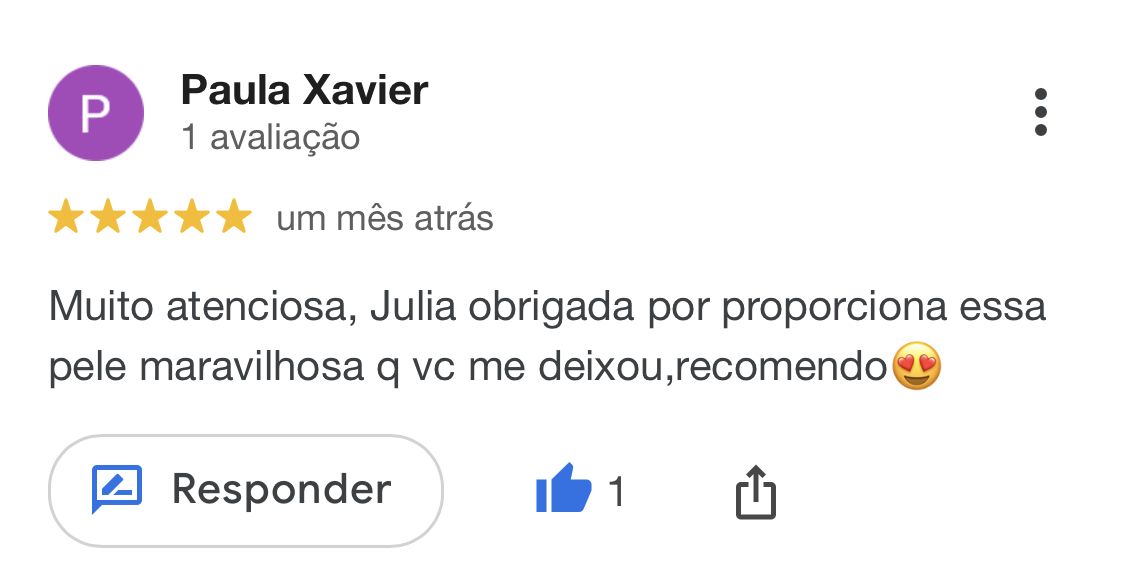 P
Paula Xavier
1 avaliação
um mês atrás
Muito atenciosa, Julia obrigada por proporciona essa
pele maravilhosa q vc me deixou,recomendo😍
Responder
1